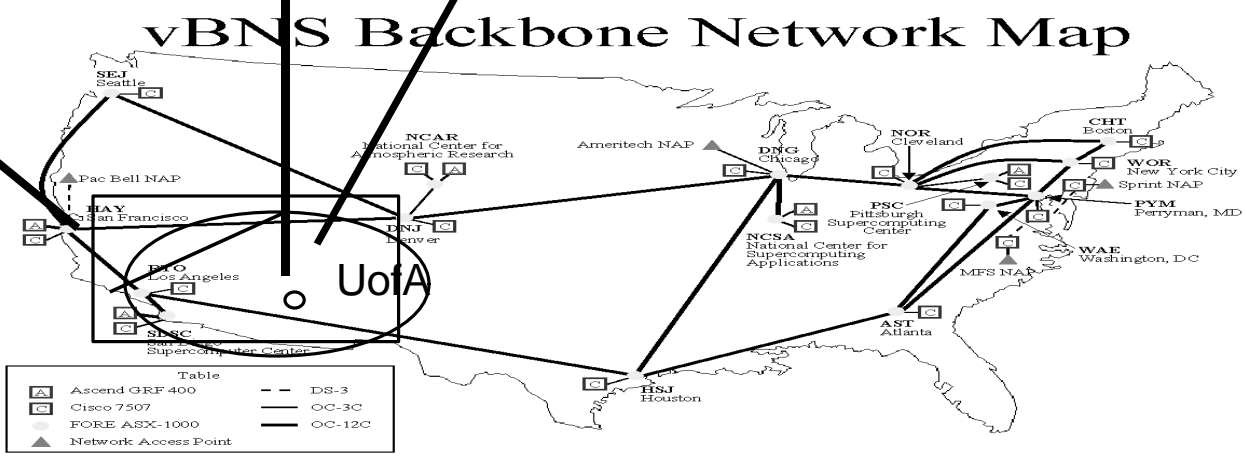 vBNS Backbone Network Map
SEJ
Seattle
C
NCAR
National Center for
Atmospheric Research
C
A
Pac Bell NAP
HAY
San Francisco
A
C
C
DNJ
Denver
C
RTO
Los Angeles
C
UofA
A
C
SDSC
San Diego
Supercomputer Center
Ameritech NAP
DNG
Chicago
C
NOR
Cleveland
C
CHT
Boston
C
WOR
New York City
C
A
C
C
Sprint NAP
PYM
Perryman, MD
PSC
Pittsburgh
Supercomputing
Center
C
C
WAE
Washington, DC
C
MFS NAP
A
C
NCSA
National Center for
Supercomputing
Applications
AST
Atlanta
C
C
HSJ
Houston
Table
A Ascend GRF 400
DS-3
C Cisco 7507
OC-3C
FORE ASX-1000
OC-12C
Network Access Point